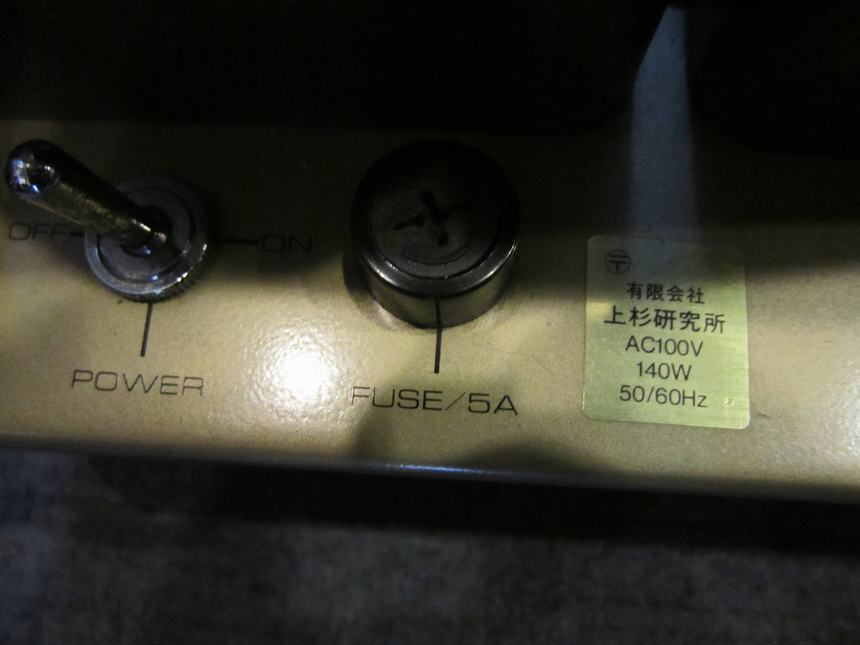 OFF ON
POWER
FUSE/5A
〒
有限会社
上杉研究所
AC100V
140W
50/60Hz